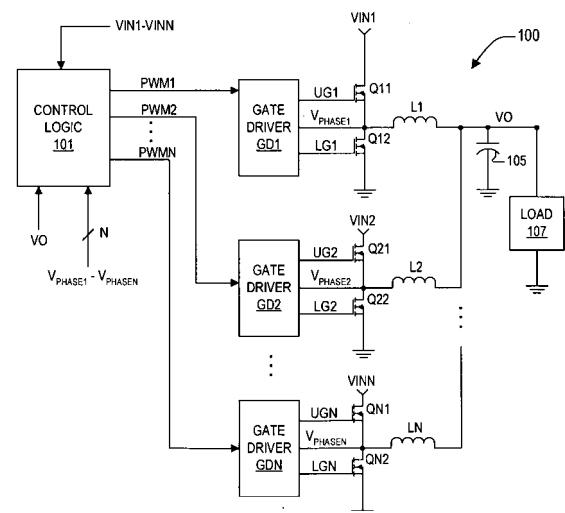 VIN1-VINN
VIN1
100
CONTROL
LOGIC
101
PWM1
PWM2
⋮
PWMN
GATE
DRIVER
GD1
UG1
VPHASE1
LG1
Q11
Q12
L1
VO
105
LOAD
107
VO
N
VPHASE1 - VPHASEN
VIN2
GATE
DRIVER
GD2
UG2
VPHASE2
LG2
Q21
Q22
L2
⋮
⋮
VINN
GATE
DRIVER
GDN
UGN
VPHASEN
LGN
QN1
QN2
LN